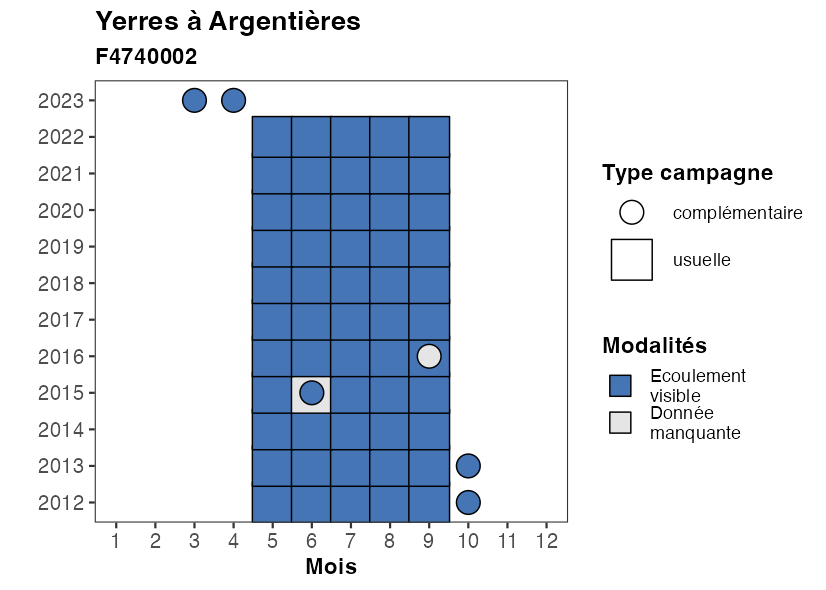 Yerres à Argentières
F4740002
2023
2022
2021
2020
2019
2018
2017
2016
2015
2014
2013
2012
1 2 3 4 5 6 7 8 9 10 11 12
Mois
Type campagne
complémentaire
usuelle
Modalités
Ecoulement
visible
Donnée
manquante